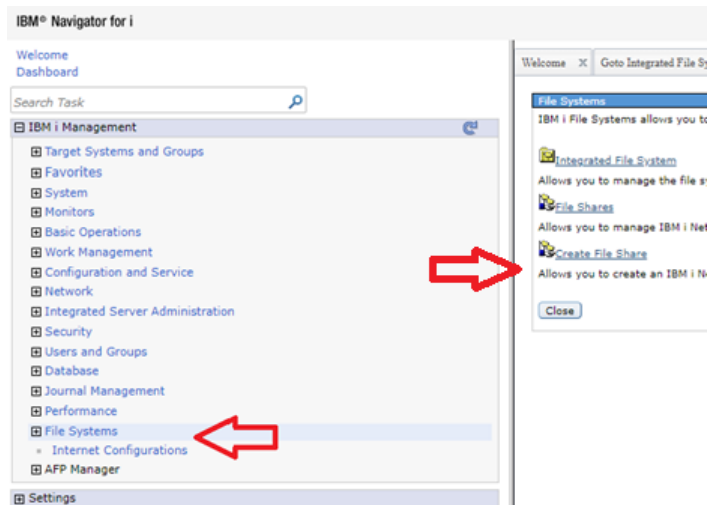 IBM® Navigator for i
Welcome
Dashboard
Search Task
IBM i Management
Target Systems and Groups
Favorites
System
Monitors
Basic Operations
Work Management
Configuration and Service
Network
Integrated Server Administration
Security
Users and Groups
Database
Journal Management
Performance
File Systems
Internet Configurations
AFP Manager
Settings
Welcome X Goto Integrated File Sy
File Systems
IBM i File Systems allows you to
Integrated File System
Allows you to manage the file sy
File Shares
Allows you to manage IBM i Net
Create File Share
Allows you to create an IBM i Ne
Close